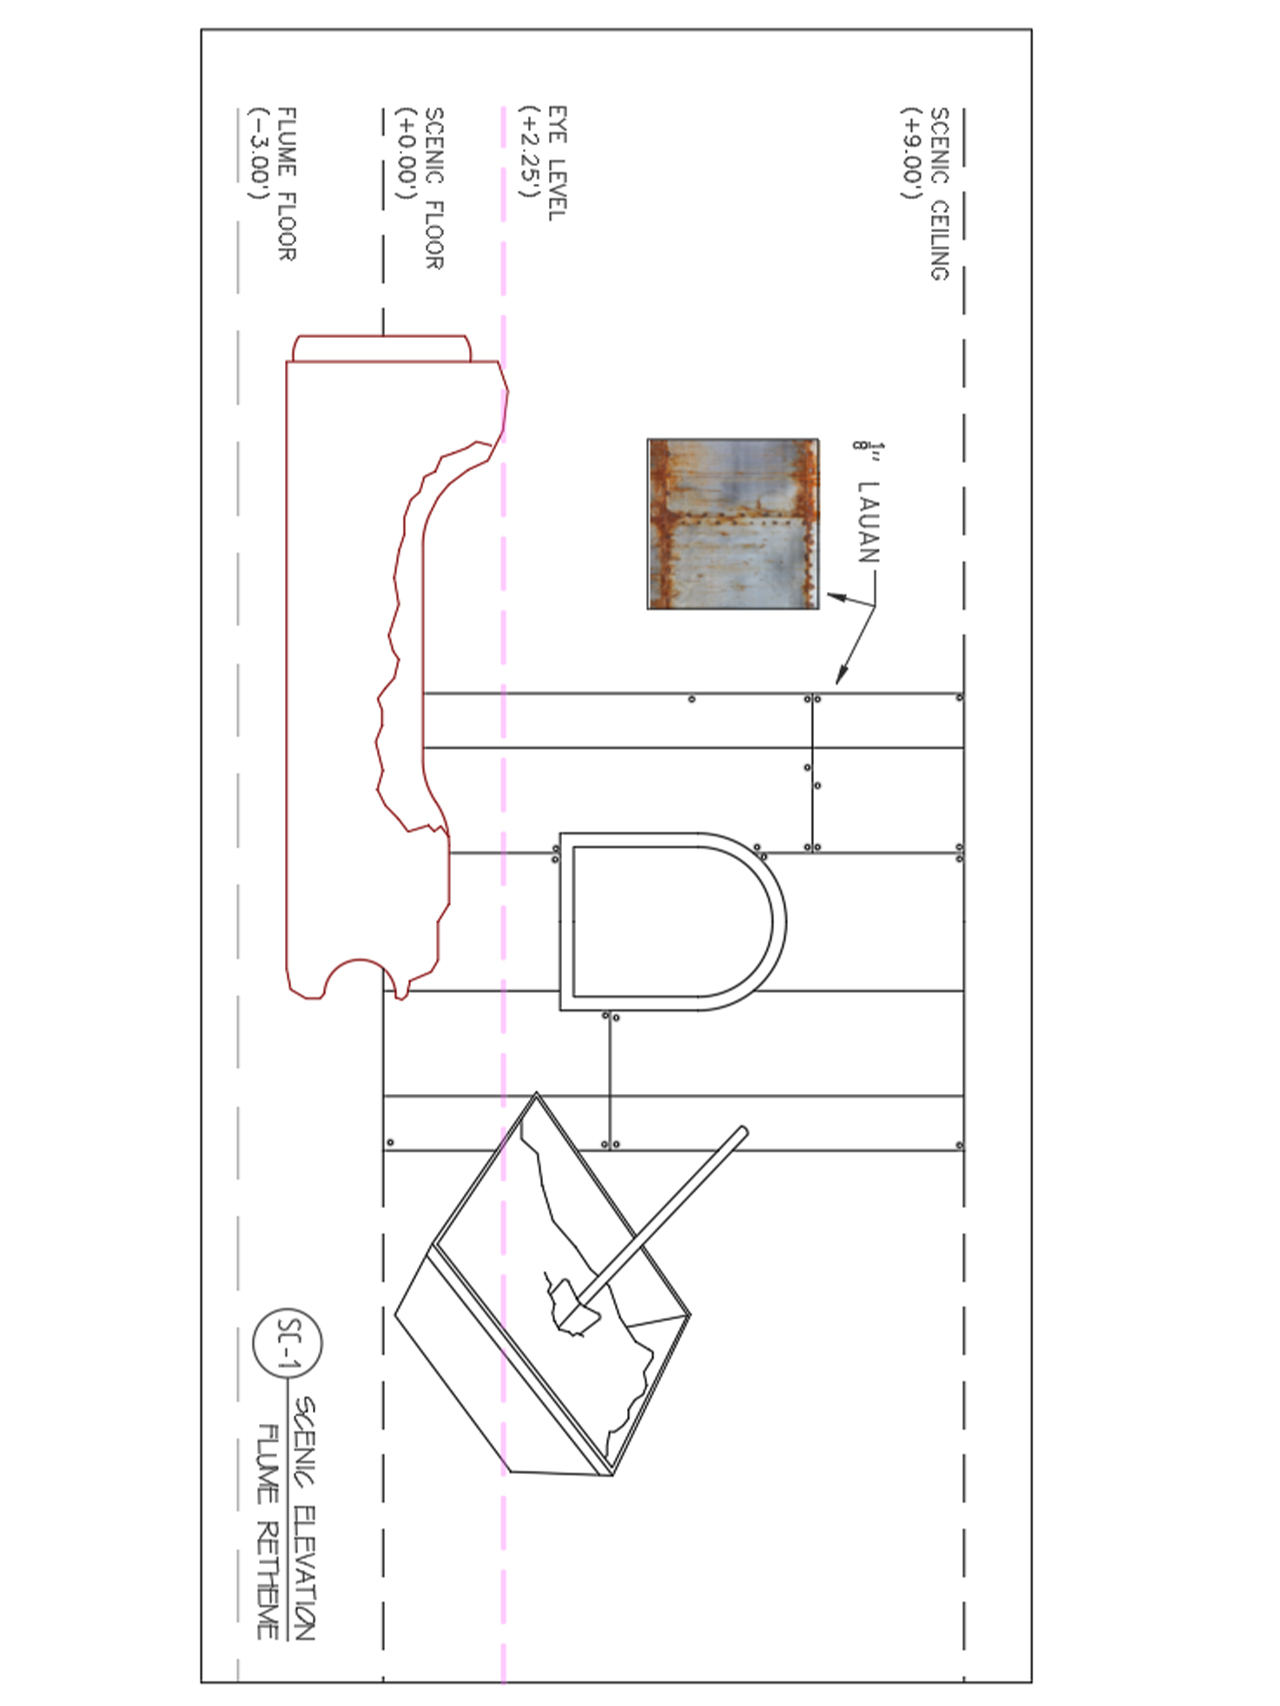 SCENIC CEILING
(+9.00')
1/8" LAUAN
EYE LEVEL
(+2.25')
SCENIC FLOOR
(+0.00')
FLUME FLOOR
(-3.00')
SC-1
SCENIC ELEVATION
FLUME RETHEME